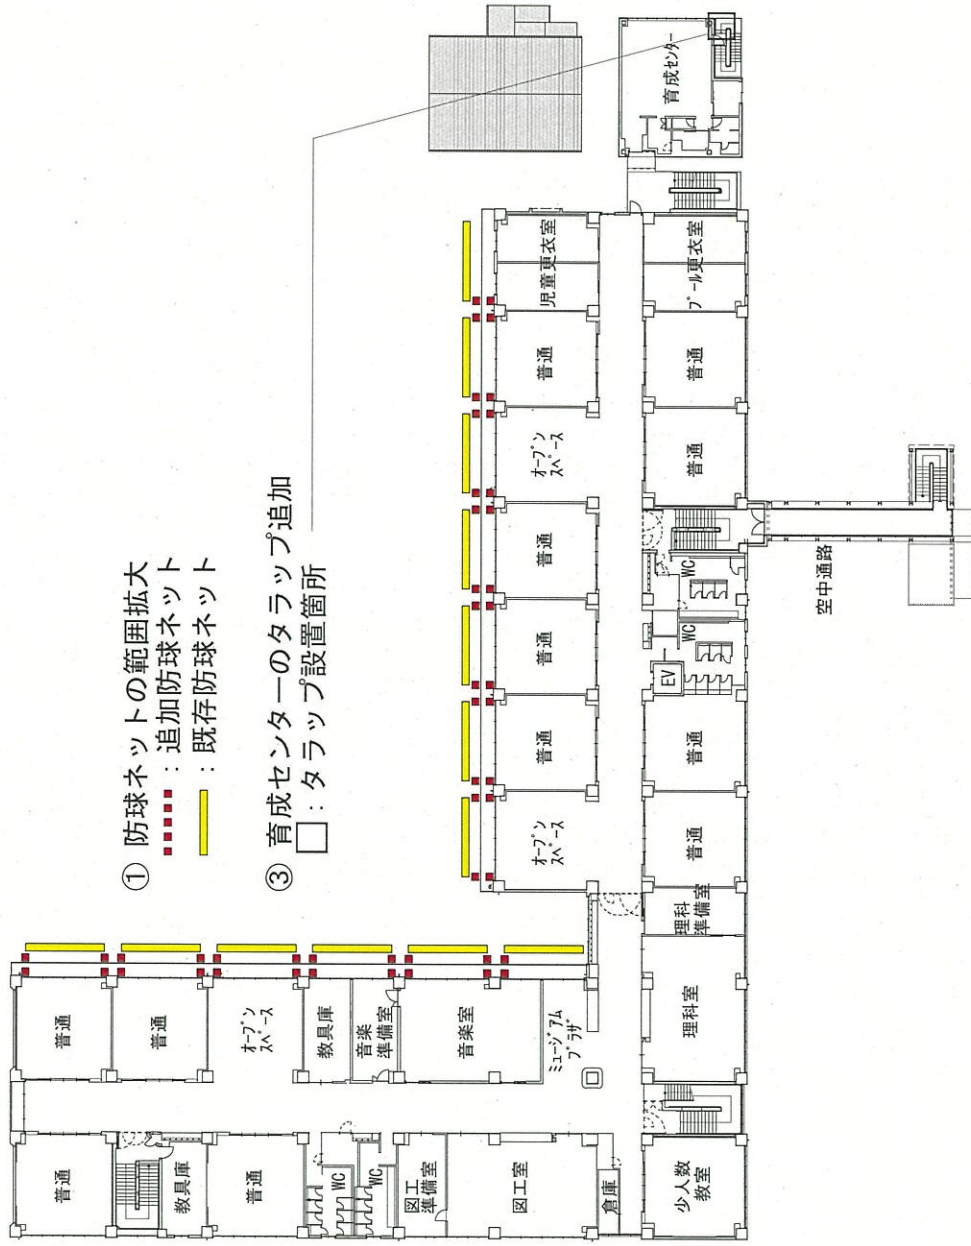 ① 防球ネットの範囲拡大
：追加防球ネット
：既存防球ネット
③ 育成センターのタラップ追加
：タラップ設置箇所
普通
普通
オープン
スペース
教具庫
音楽
準備室
音楽室
ミュージアム
プラザ
普通
教具庫
普通
WC
WC
図工
準備室
図工室
倉庫
少人数
教室
オープン
スペース
普通
普通
普通
オープン
スペース
普通
児童更衣室
理科室
理科
準備室
普通
普通
EV
WC
WC
普通
普通
プール更衣室
育成センター
空中通路